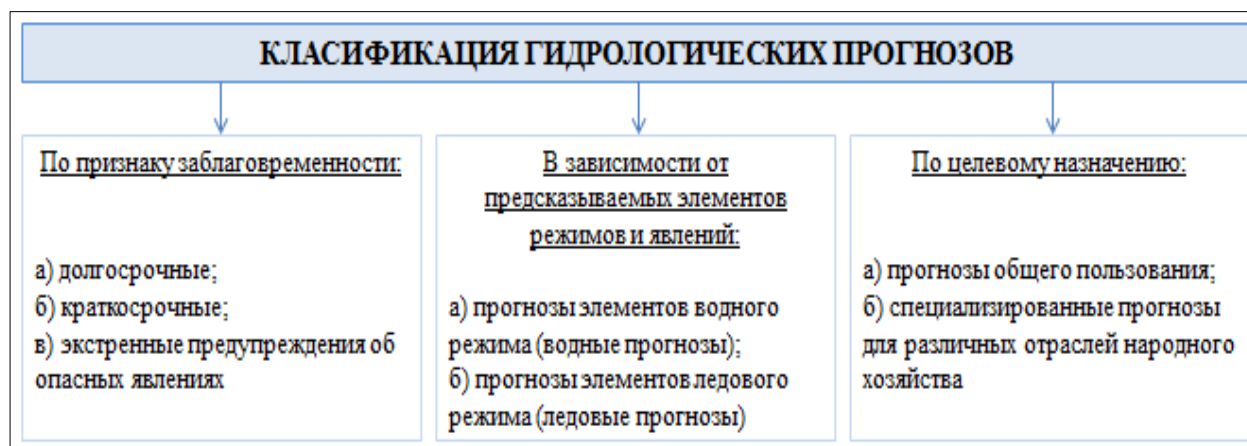 КЛАСИФИКАЦИЯ ГИДРОЛОГИЧЕСКИХ ПРОГНОЗОВ
По признаку заблаговременности:
а) долгосрочные;
б) краткосрочные;
в) экстренные предупреждения об
опасных явлениях
В зависимости от
предсказываемых элементов
режимов и явлений:
а) прогнозы элементов водного
режима (водные прогнозы);
б) прогнозы элементов ледового
режима (ледовые прогнозы)
По целевому назначению:
а) прогнозы общего пользования;
б) специализированные прогнозы
для различных отраслей народного
хозяйства